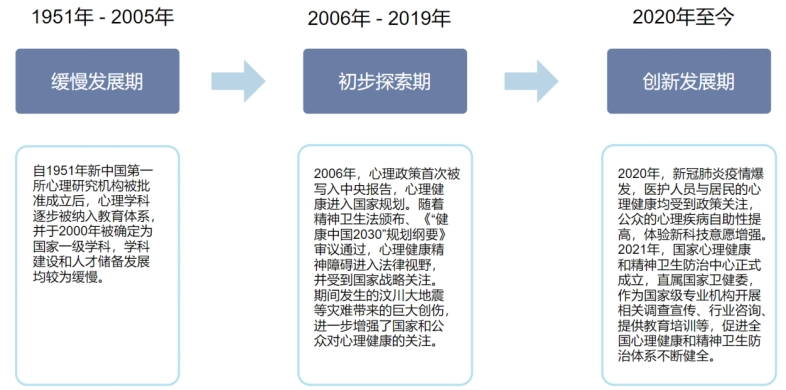 1951年 - 2005年
2006年 - 2019年
2020年至今
缓慢发展期
初步探索期
创新发展期
自1951年新中国第一
所心理研究机构被批
准成立后，心理学科
逐步被纳入教育体系，
并于2000年被确定为
国家一级学科，学科
建设和人才储备发展
均较为缓慢。
2006年，心理政策首次被
写入中央报告，心理健
康进入国家规划。随着
精神卫生法颁布、《“健
康中国2030”规划纲要》
审议通过，心理健康精
神障碍进入法律视野，
并受到国家战略关注。
期间发生的汶川大地震
等灾难带来的巨大创伤，
进一步增强了国家和公
众对心理健康的关注。
2020年，新冠肺炎疫情爆
发，医护人员与居民的心
理健康均受到政策关注，
公众的心理疾病自助性提
高，体验新科技意愿增强。
2021年，国家心理健康
和精神卫生防治中心正式
成立，直属国家卫健委，
作为国家级专业机构开展
相关调查宣传、行业咨询、
提供教育培训等，促进全
国心理健康和精神卫生防
治体系不断健全。